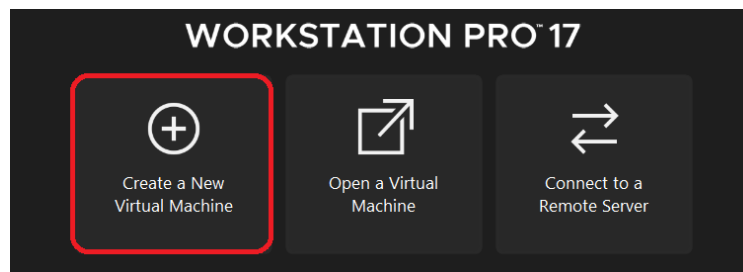 WORKSTATION PRO™ 17
Create a New
Virtual Machine
Open a Virtual
Machine
Connect to a
Remote Server